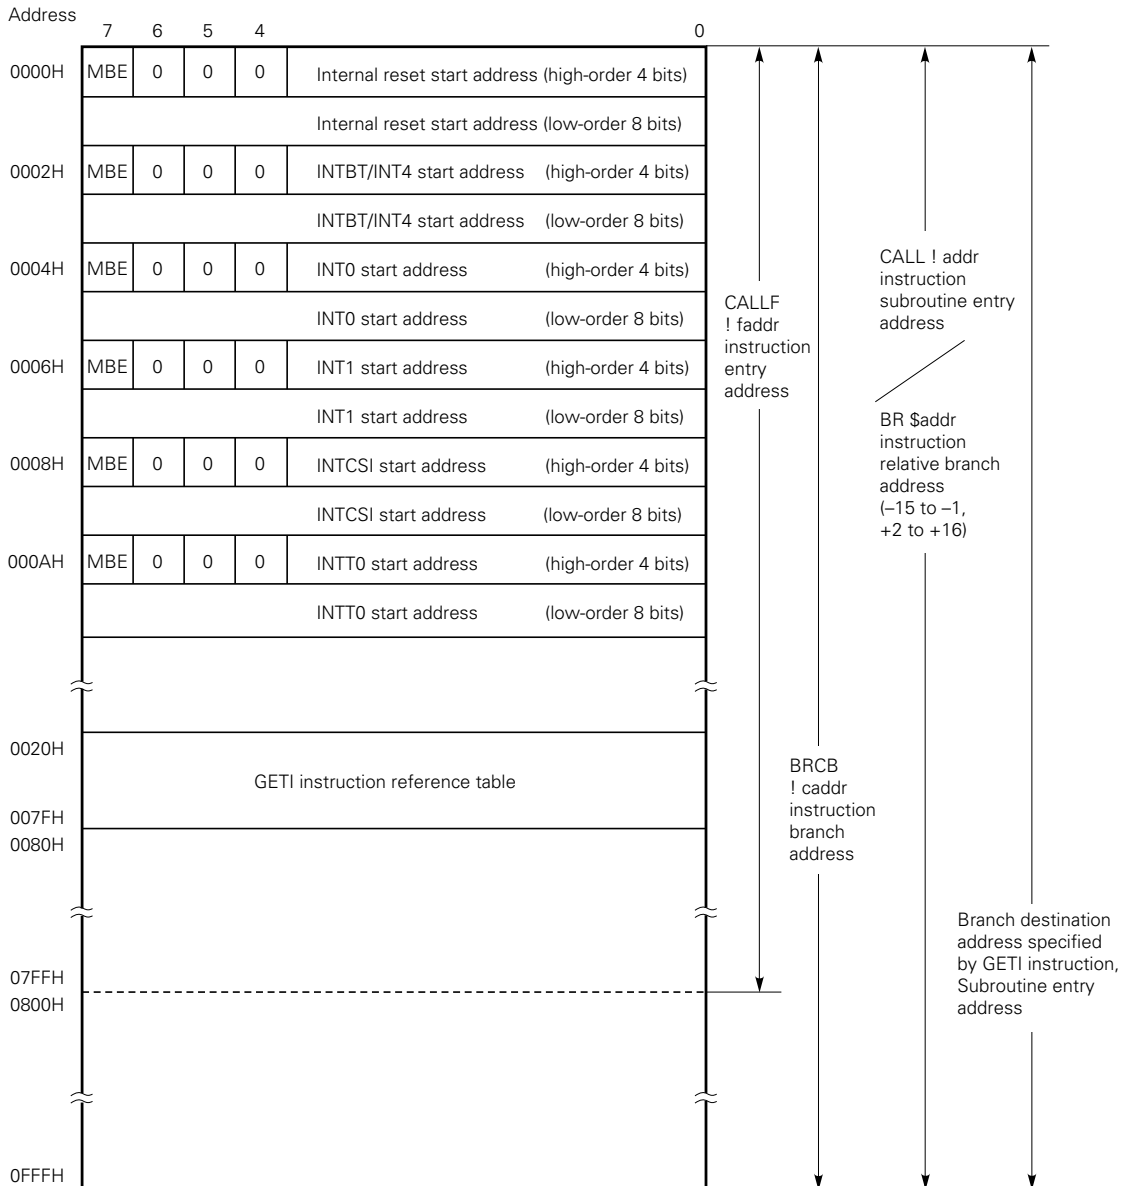 Address
7 6 5 4 0
0000H MBE 0 0 0 Internal reset start address (high-order 4 bits)
Internal reset start address (low-order 8 bits)
0002H MBE 0 0 0 INTBT/INT4 start address (high-order 4 bits)
INTBT/INT4 start address (low-order 8 bits)
0004H MBE 0 0 0 INT0 start address (high-order 4 bits)
INT0 start address (low-order 8 bits)
0006H MBE 0 0 0 INT1 start address (high-order 4 bits)
INT1 start address (low-order 8 bits)
0008H MBE 0 0 0 INTCSI start address (high-order 4 bits)
INTCSI start address (low-order 8 bits)
000AH MBE 0 0 0 INTT0 start address (high-order 4 bits)
INTT0 start address (low-order 8 bits)
0020H
GETI instruction reference table
007FH
0080H
07FFH
0800H
0FFFH
CALLF
! faddr
instruction
entry
address
BRCB
! caddr
instruction
branch
address
CALL ! addr
instruction
subroutine entry
address
BR $addr
instruction
relative branch
address
(–15 to –1,
+2 to +16)
Branch destination
address specified
by GETI instruction,
Subroutine entry
address